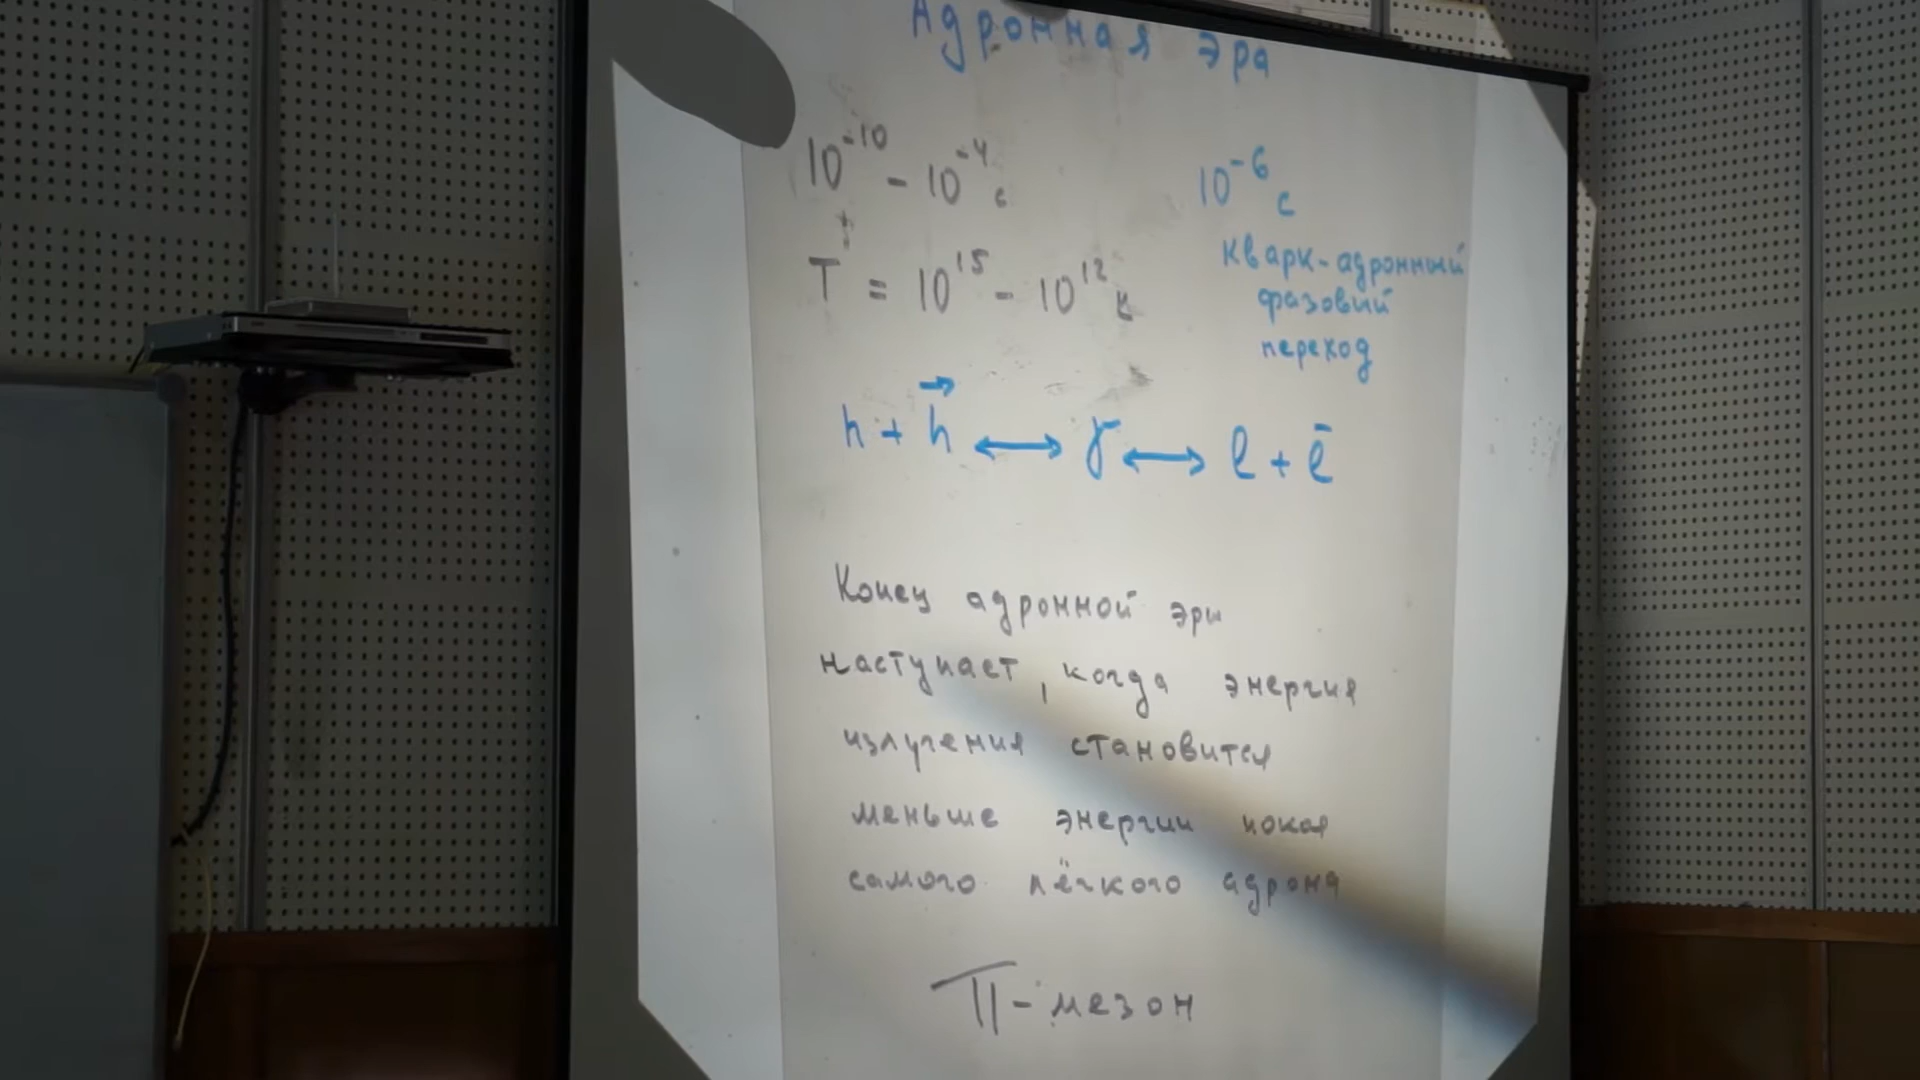 Адронная эра
10⁻¹⁰ - 10⁻⁴ с
10⁻⁶ с
T = 10¹⁵ - 10¹² К
кварк-адронный
фазовый
переход
h + h⃗ ⟷ γ ⟷ l + l̄
Конец адронной эры
наступает, когда энергия
излучения становится
меньше энергии покоя
самого лёгкого адрона
π-мезон